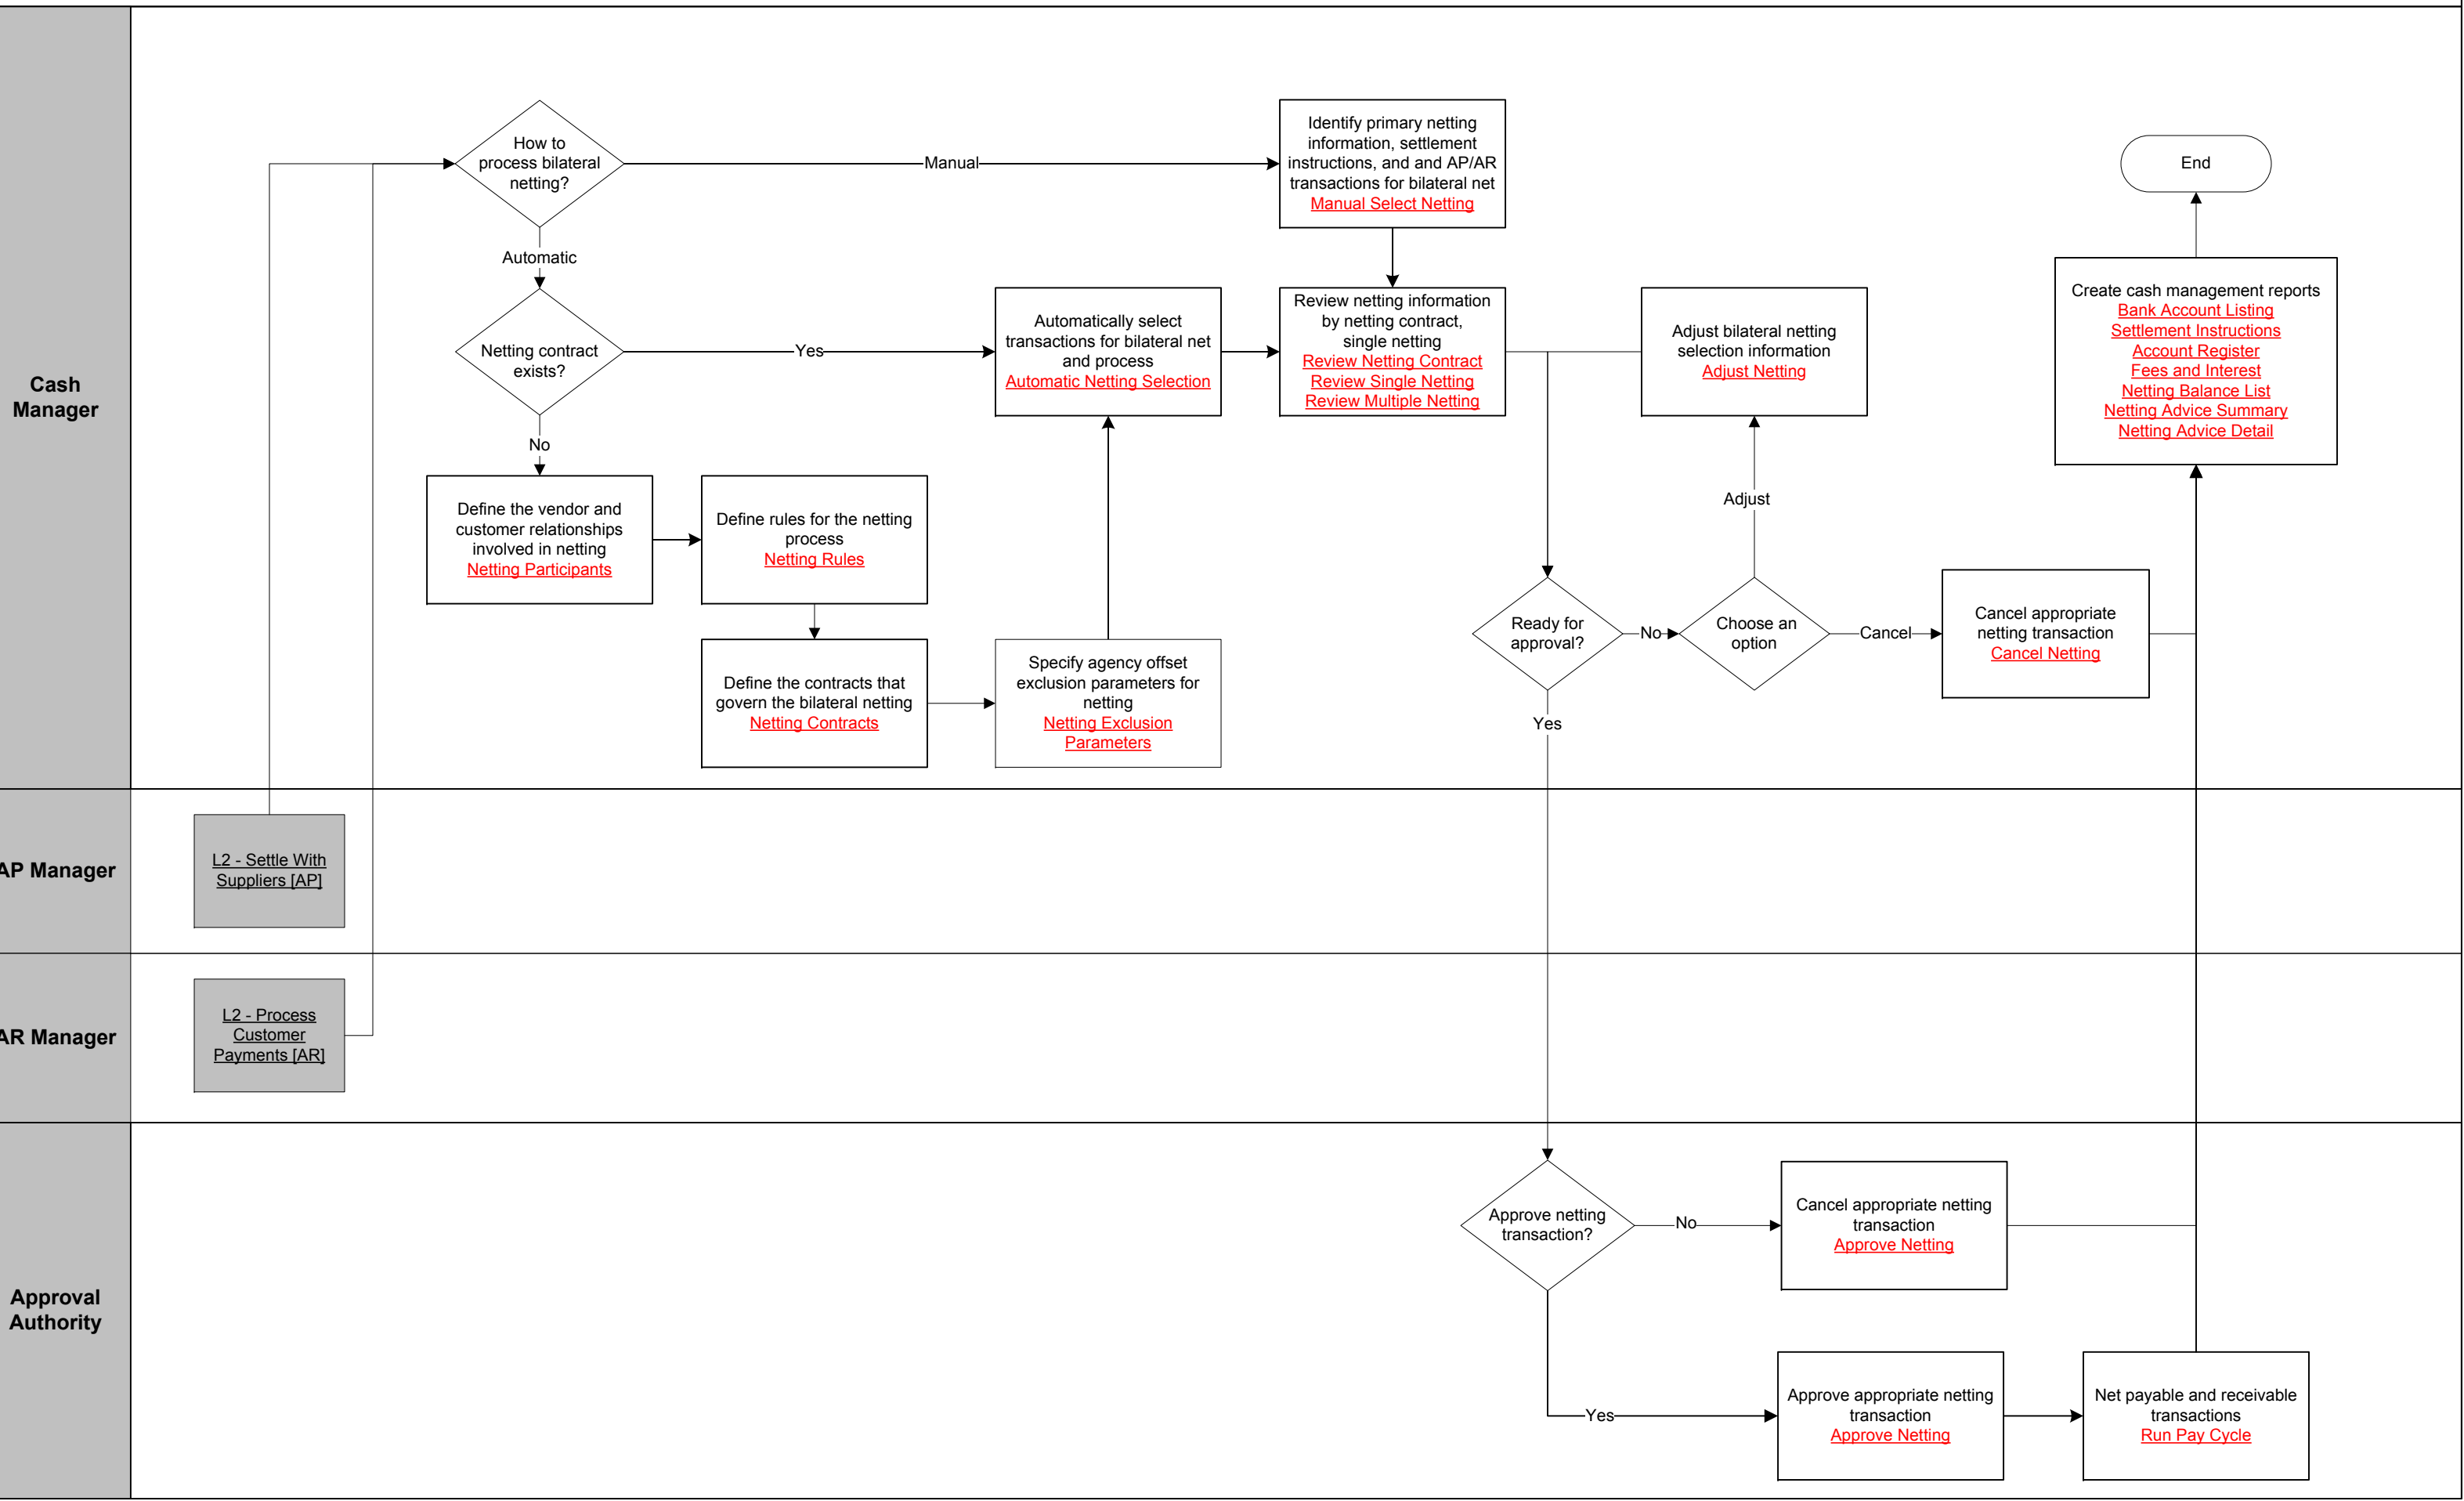 Cash
Manager
How to
process bilateral
netting?
Manual
Identify primary netting
information, settlement
instructions, and and AP/AR
transactions for bilateral net
Manual Select Netting
End
Automatic
Netting contract
exists?
Yes
Automatically select
transactions for bilateral net
and process
Automatic Netting Selection
Review netting information
by netting contract,
single netting
Review Netting Contract
Review Single Netting
Review Multiple Netting
Adjust bilateral netting
selection information
Adjust Netting
Create cash management reports
Bank Account Listing
Settlement Instructions
Account Register
Fees and Interest
Netting Balance List
Netting Advice Summary
Netting Advice Detail
No
Define the vendor and
customer relationships
involved in netting
Netting Participants
Define rules for the netting
process
Netting Rules
Adjust
Define the contracts that
govern the bilateral netting
Netting Contracts
Specify agency offset
exclusion parameters for
netting
Netting Exclusion
Parameters
Ready for
approval?
No
Choose an
option
Cancel
Cancel appropriate
netting transaction
Cancel Netting
Yes
AP Manager
L2 - Settle With
Suppliers [AP]
AR Manager
L2 - Process
Customer
Payments [AR]
Approval
Authority
Approve netting
transaction?
No
Cancel appropriate netting
transaction
Approve Netting
Yes
Approve appropriate netting
transaction
Approve Netting
Net payable and receivable
transactions
Run Pay Cycle